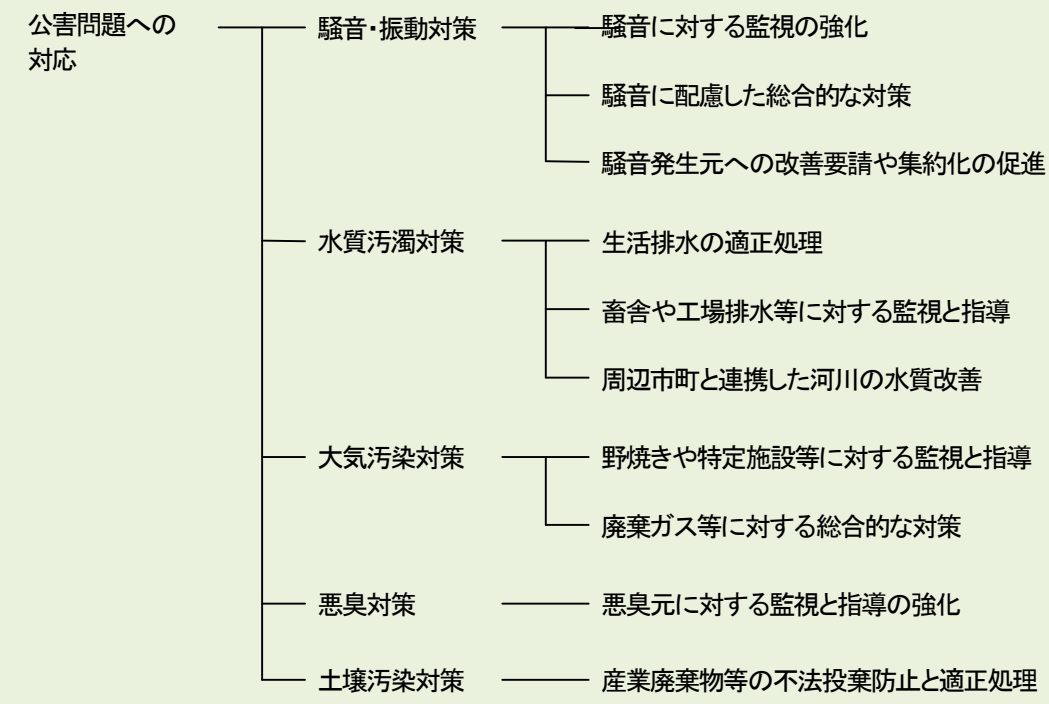 公害問題への
対応
騒音・振動対策
騒音に対する監視の強化
騒音に配慮した総合的な対策
騒音発生元への改善要請や集約化の促進
水質汚濁対策
生活排水の適正処理
畜舎や工場排水等に対する監視と指導
周辺市町と連携した河川の水質改善
大気汚染対策
野焼きや特定施設等に対する監視と指導
廃棄ガス等に対する総合的な対策
悪臭対策
悪臭元に対する監視と指導の強化
土壌汚染対策
産業廃棄物等の不法投棄防止と適正処理